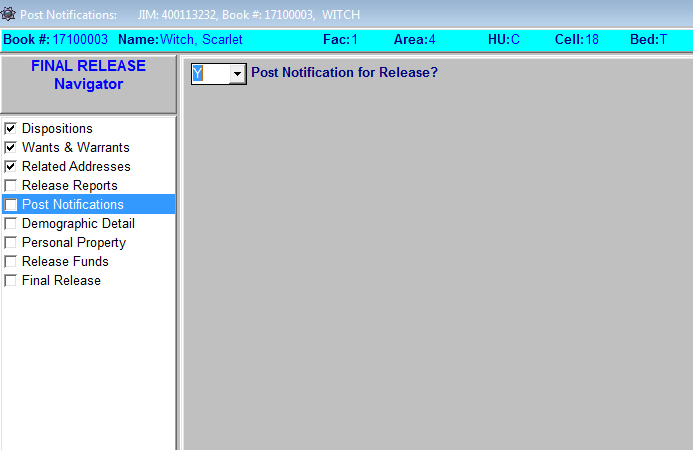 Post Notifications: JIM: 400113232, Book #: 17100003, WITCH
Book #: 17100003 Name: Witch, Scarlet Fac: 1 Area: 4 HU: C Cell: 18 Bed: T
FINAL RELEASE
Navigator
Dispositions
Wants & Warrants
Related Addresses
Release Reports
Post Notifications
Demographic Detail
Personal Property
Release Funds
Final Release
Y Post Notification for Release?